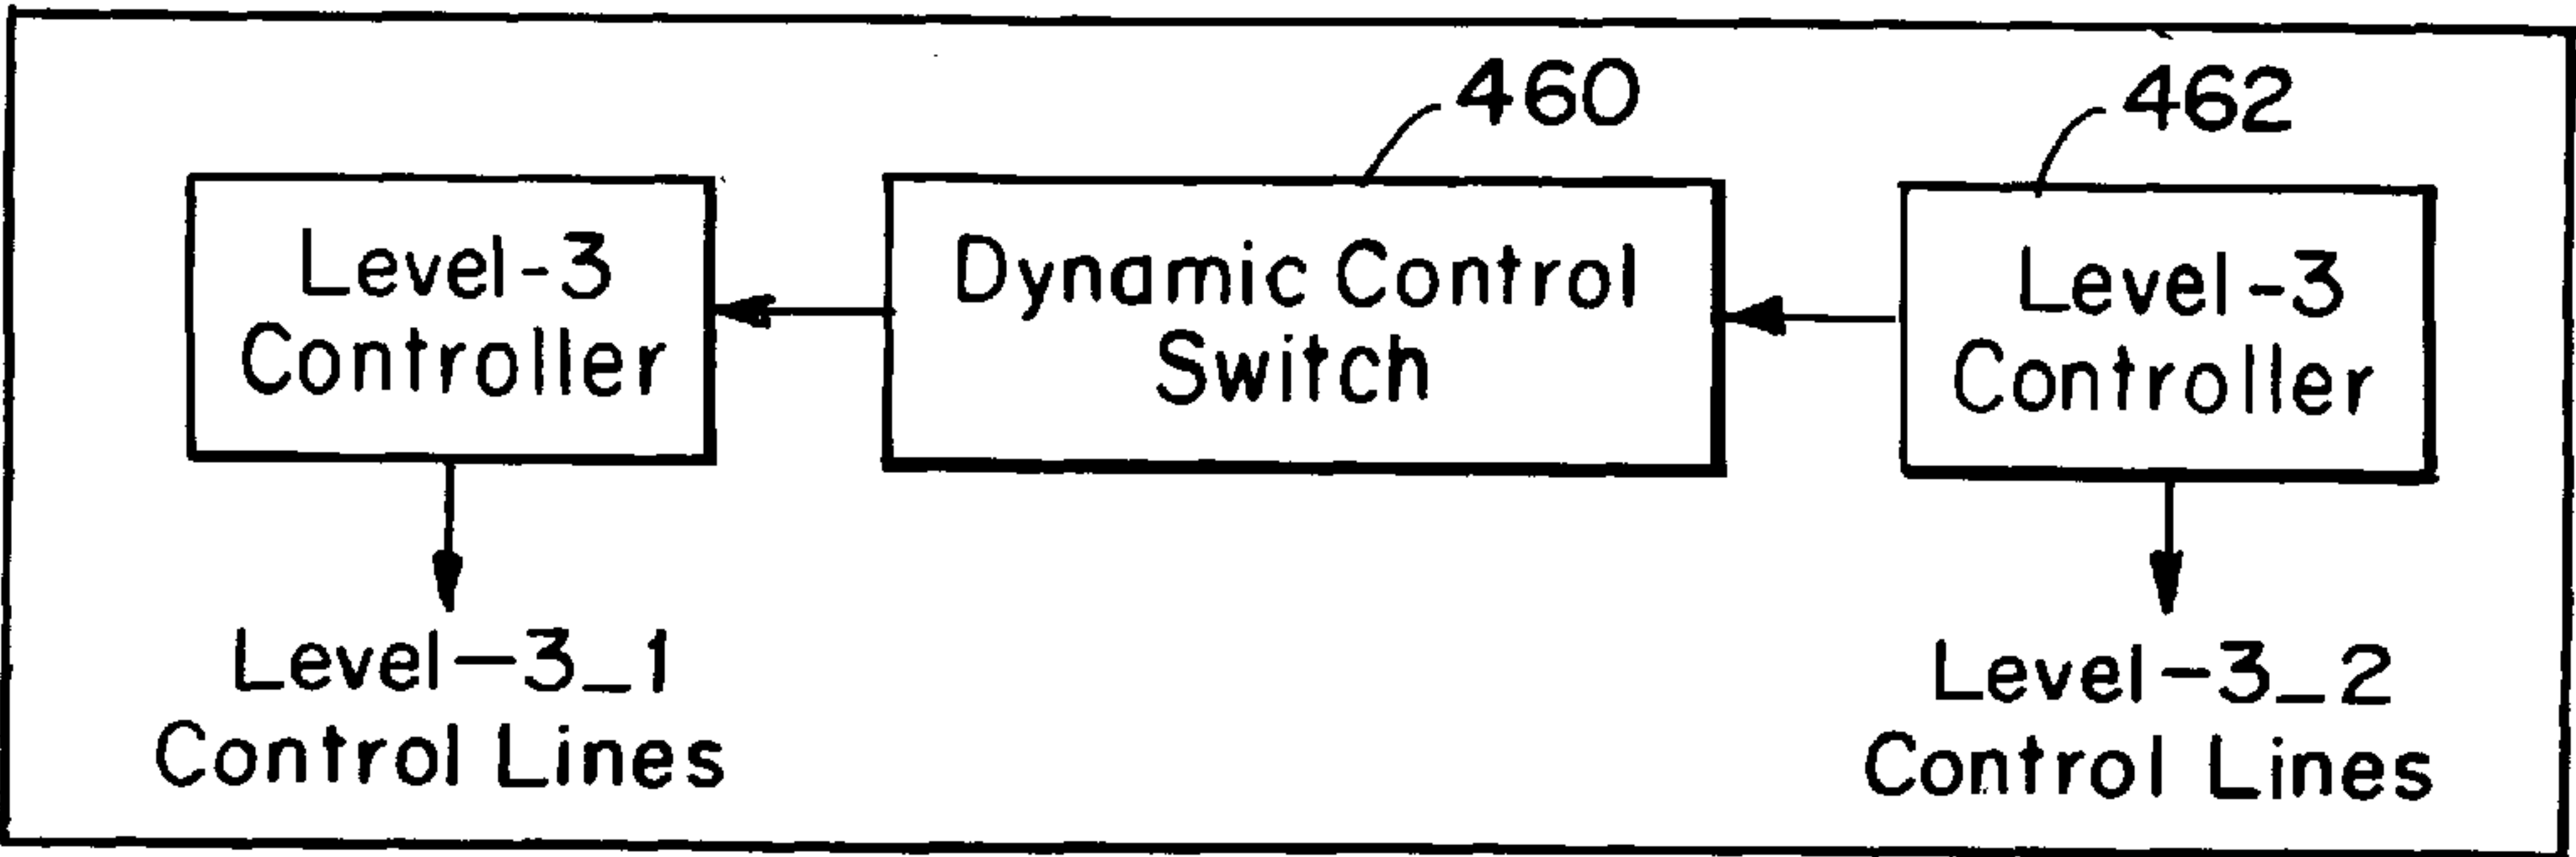 460
462
Level-3
Controller
Dynamic Control
Switch
Level-3
Controller
Level-3_1
Control Lines
Level-3_2
Control Lines